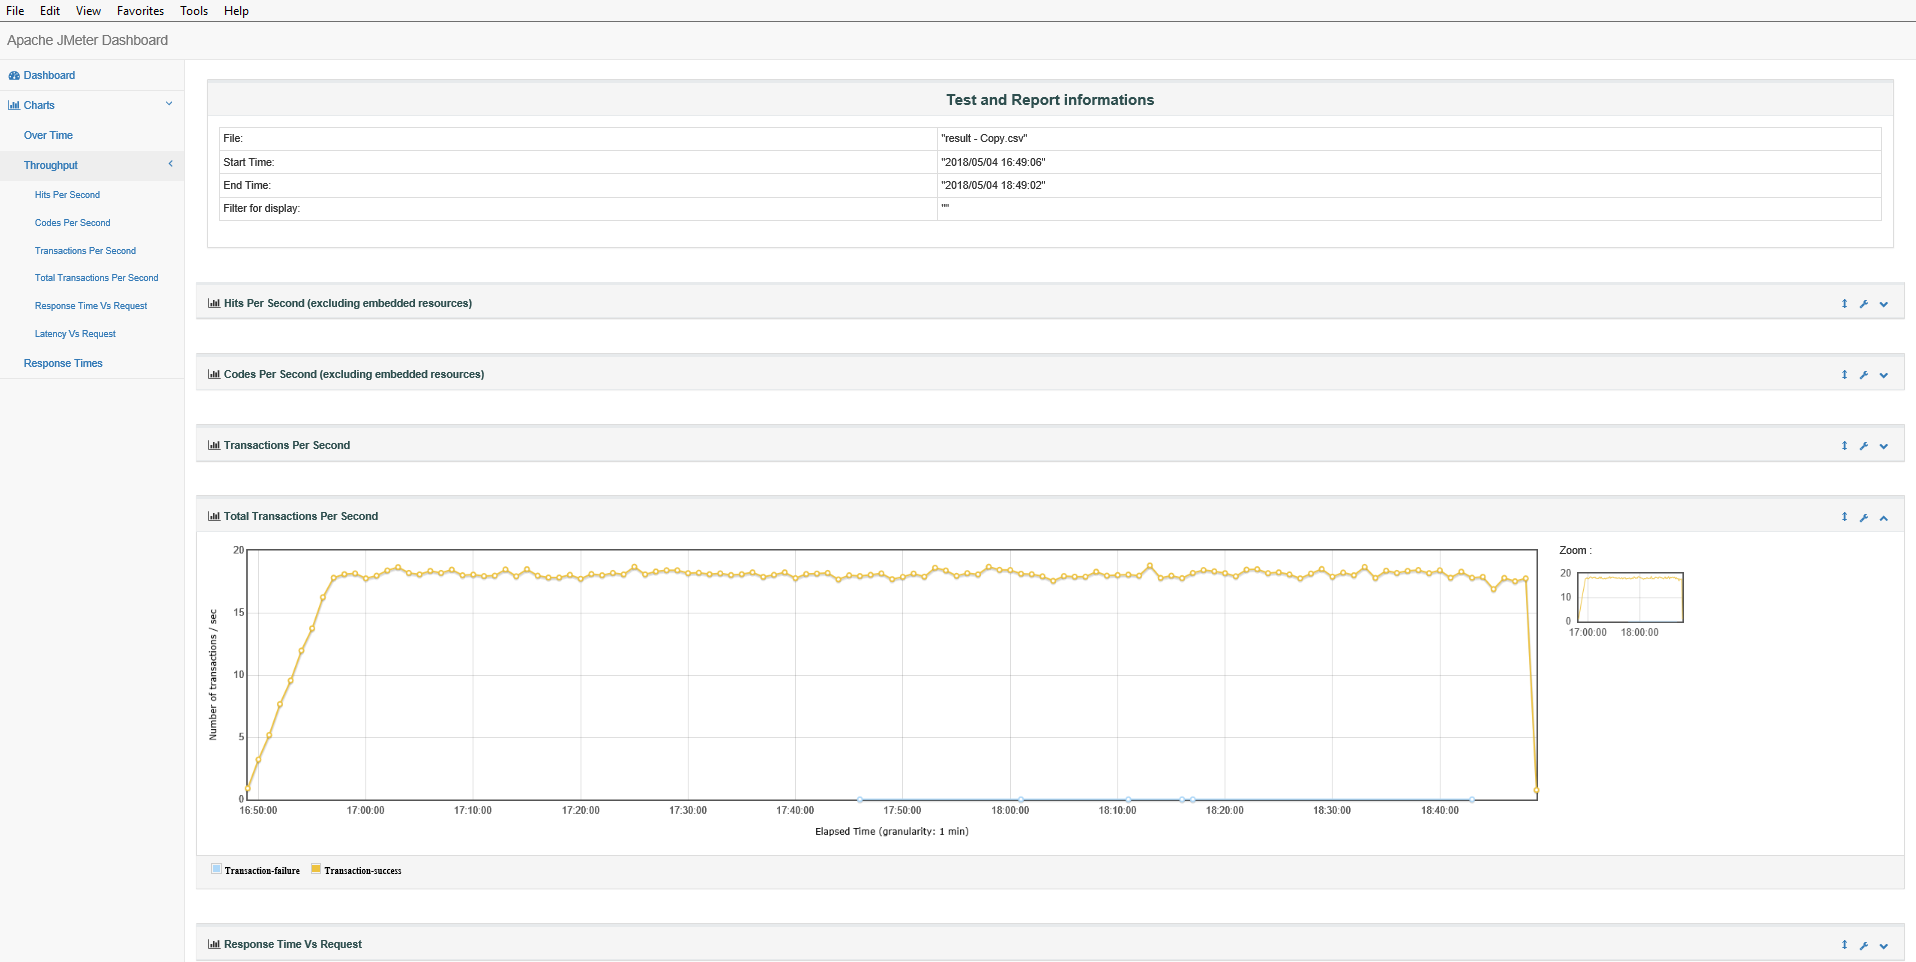 File Edit View Favorites Tools Help
Apache JMeter Dashboard
Dashboard
Charts
Over Time
Throughput
Hits Per Second
Codes Per Second
Transactions Per Second
Total Transactions Per Second
Response Time Vs Request
Latency Vs Request
Response Times
Test and Report informations
File: "result - Copy.csv"
Start Time: "2018/05/04 16:49:06"
End Time: "2018/05/04 18:49:02"
Filter for display: ""
Hits Per Second (excluding embedded resources)
Codes Per Second (excluding embedded resources)
Transactions Per Second
Total Transactions Per Second
Number of transactions / sec
20
15
10
5
0
16:50:00 17:00:00 17:10:00 17:20:00 17:30:00 17:40:00 17:50:00 18:00:00 18:10:00 18:20:00 18:30:00 18:40:00
Elapsed Time (granularity: 1 min)
Zoom :
20
10
0
17:00:00 18:00:00
Transaction-failure Transaction-success
Response Time Vs Request